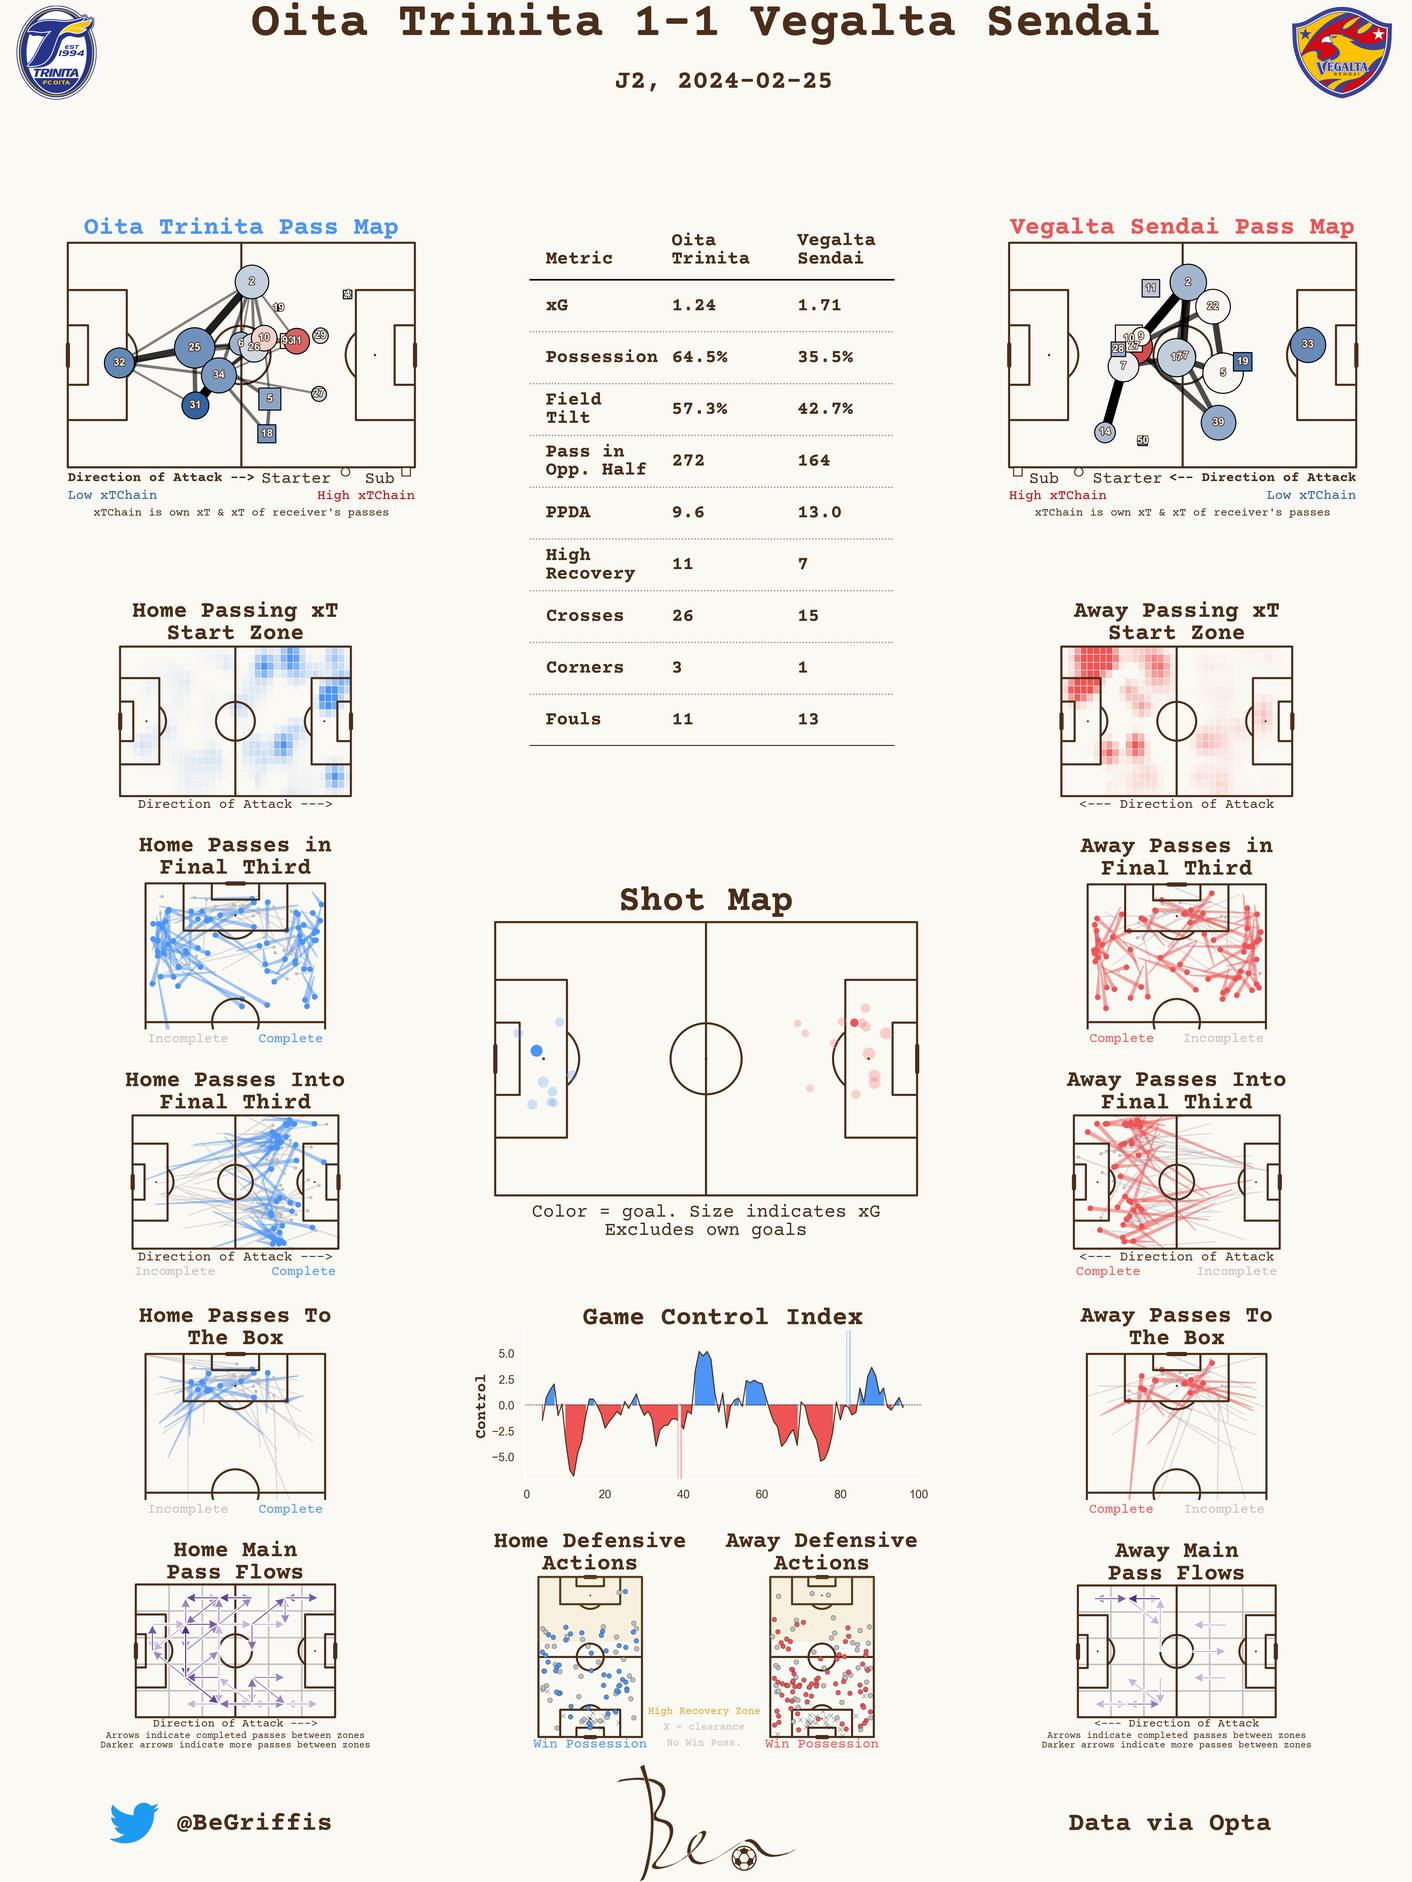 Oita Trinita 1-1 Vegalta Sendai
J2, 2024-02-25
EST
1994
TRINITA
FC OITA
VEGALTA
SENDAI
Oita Trinita Pass Map
2
19
4
32
25
6
26
10
93
11
29
34
31
5
27
18
Direction of Attack --> Starter Sub
Low xTChain High xTChain
xTChain is own xT & xT of receiver's passes
Metric Oita Trinita Vegalta Sendai
xG 1.24 1.71
Possession 64.5% 35.5%
Field Tilt 57.3% 42.7%
Pass in Opp. Half 272 164
PPDA 9.6 13.0
High Recovery 11 7
Crosses 26 15
Corners 3 1
Fouls 11 13
Vegalta Sendai Pass Map
11
2
22
10
9
27
28
7
17
5
19
33
14
50
39
Sub Starter <-- Direction of Attack
High xTChain Low xTChain
xTChain is own xT & xT of receiver's passes
Home Passing xT
Start Zone
Direction of Attack --->
Away Passing xT
Start Zone
<--- Direction of Attack
Home Passes in
Final Third
Incomplete Complete
Away Passes in
Final Third
Complete Incomplete
Shot Map
Color = goal. Size indicates xG
Excludes own goals
Home Passes Into
Final Third
Direction of Attack --->
Incomplete Complete
Away Passes Into
Final Third
<--- Direction of Attack
Complete Incomplete
Home Passes To
The Box
Incomplete Complete
Game Control Index
Control
5.0
2.5
0.0
−2.5
−5.0
0 20 40 60 80 100
Away Passes To
The Box
Complete Incomplete
Home Main
Pass Flows
Direction of Attack --->
Arrows indicate completed passes between zones
Darker arrows indicate more passes between zones
Home Defensive
Actions
Win Possession
High Recovery Zone
X = clearance
No Win Poss.
Away Defensive
Actions
Win Possession
Away Main
Pass Flows
<--- Direction of Attack
Arrows indicate completed passes between zones
Darker arrows indicate more passes between zones
@BeGriffis
Ben
Data via Opta